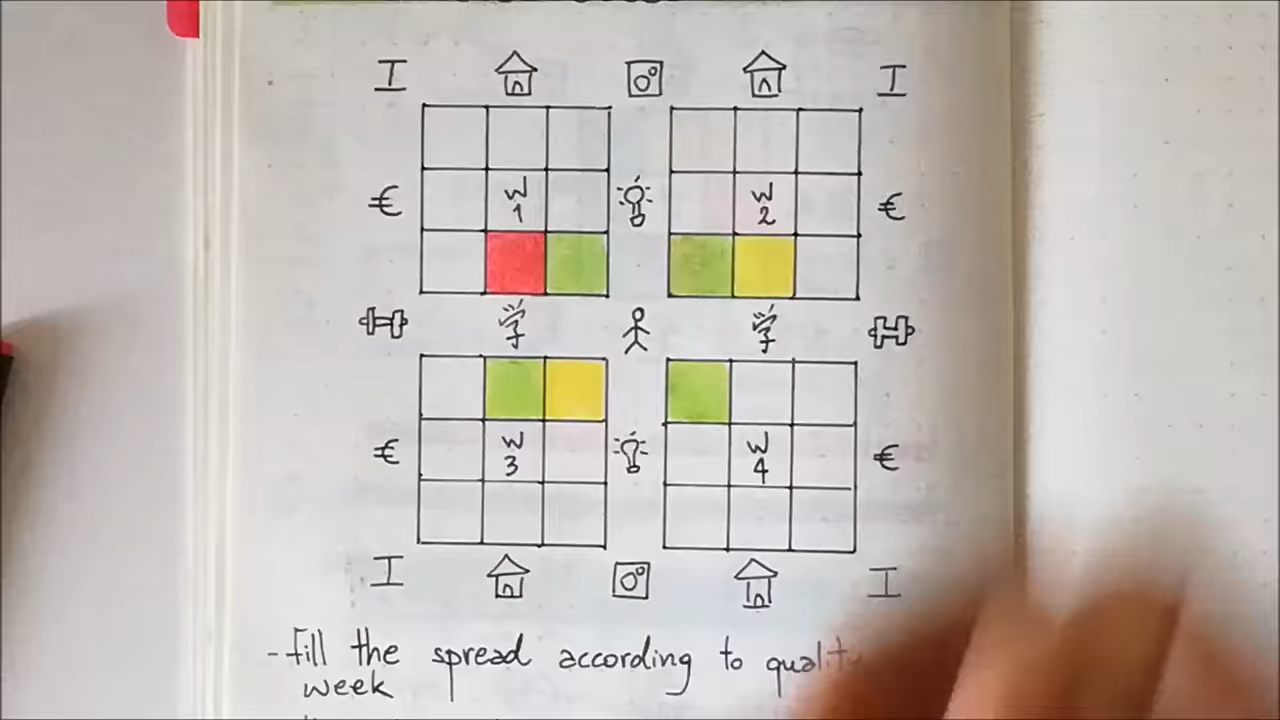 I I
€ W 1 W 2 €
€ W 3 W 4 €
I I
- Fill the spread according to
week